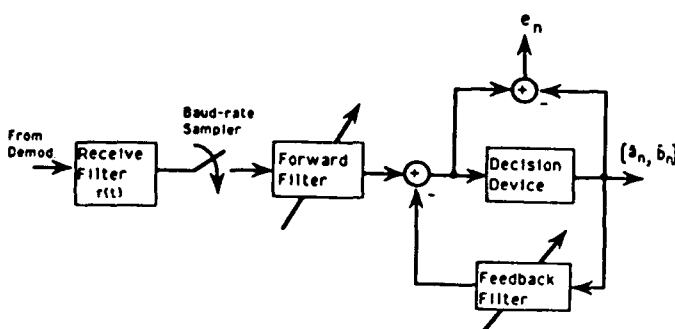 e_n
Baud-rate
Sampler
From
Demod
Receive
Filter
r(t)
Forward
Filter
+
-
+
-
Decision
Device
{â_n, b̂_n}
Feedback
Filter